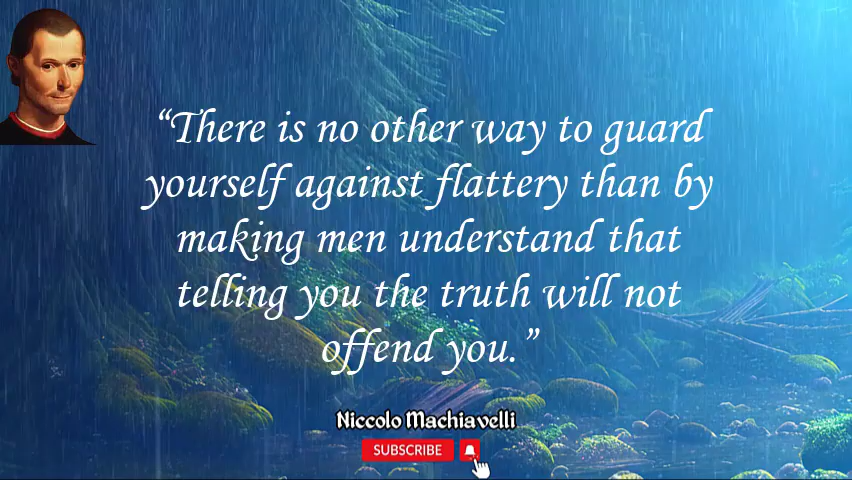 “There is no other way to guard
yourself against flattery than by
making men understand that
telling you the truth will not
offend you.”
Niccolo Machiavelli
SUBSCRIBE